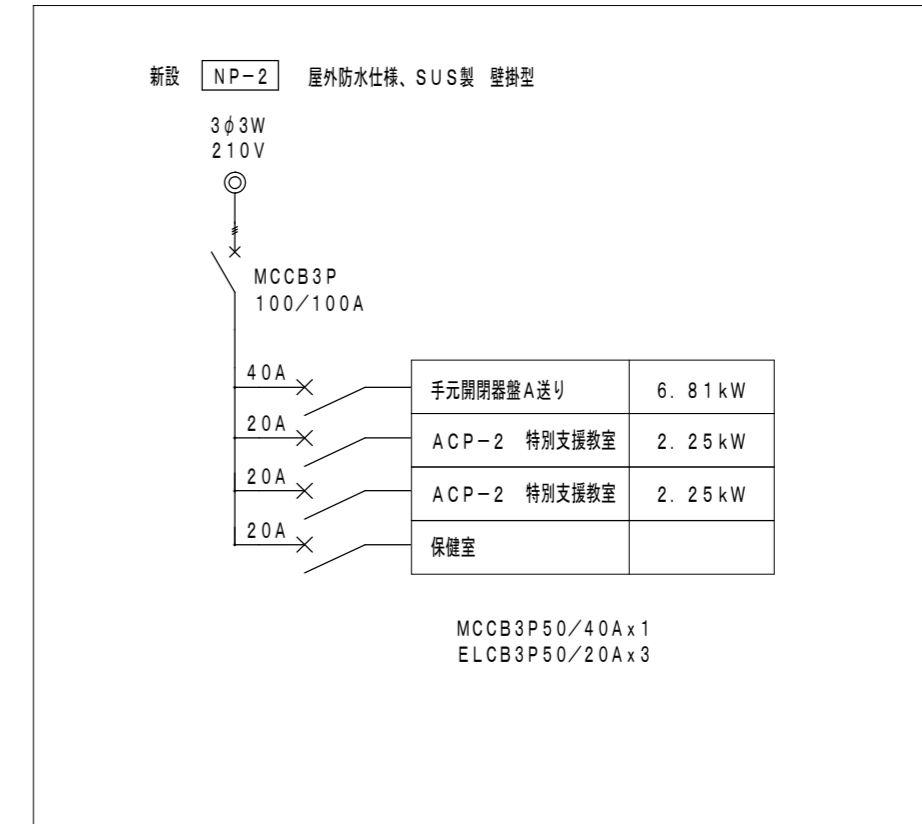 新設 NP-2 屋外防水仕様、SUS製 壁掛型
3φ3W
210V
MCCB3P
100/100A
40A 手元開閉器盤A送り 6.81kW
20A ACP-2 特別支援教室 2.25kW
20A ACP-2 特別支援教室 2.25kW
20A 保健室
MCCB3P50/40Ax1
ELCB3P50/20Ax3